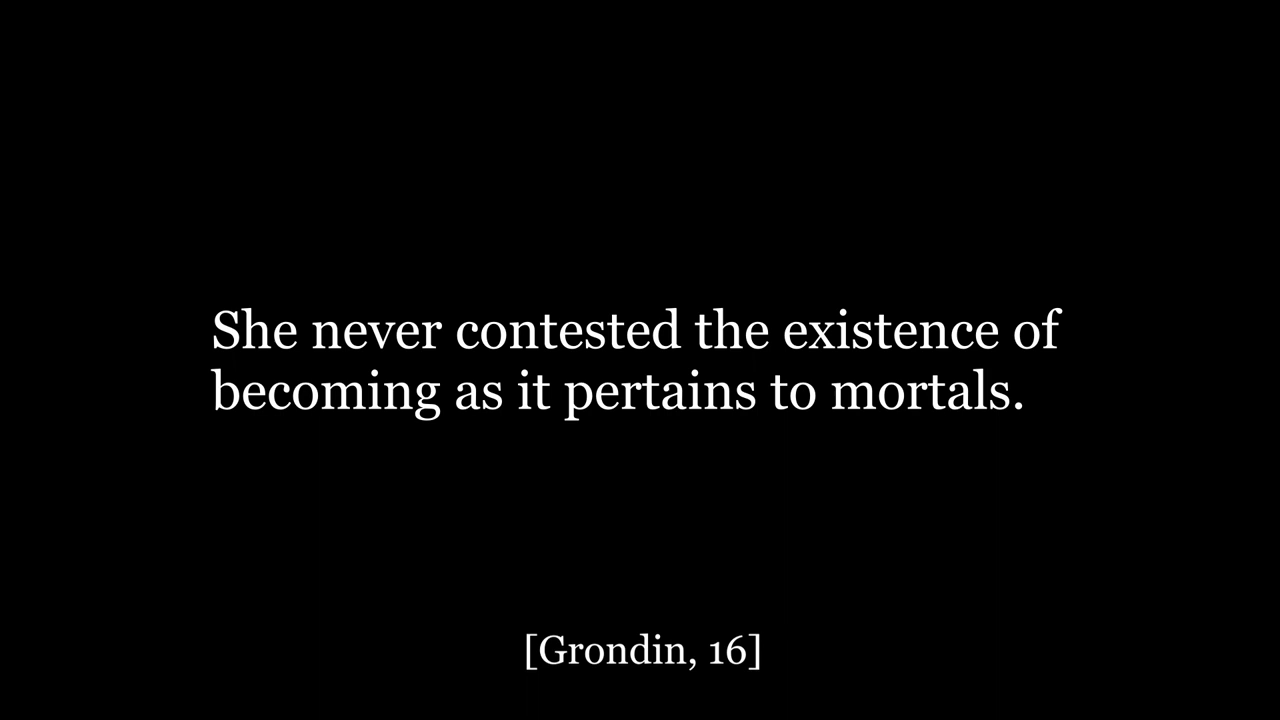 She never contested the existence of
becoming as it pertains to mortals.
[Grondin, 16]